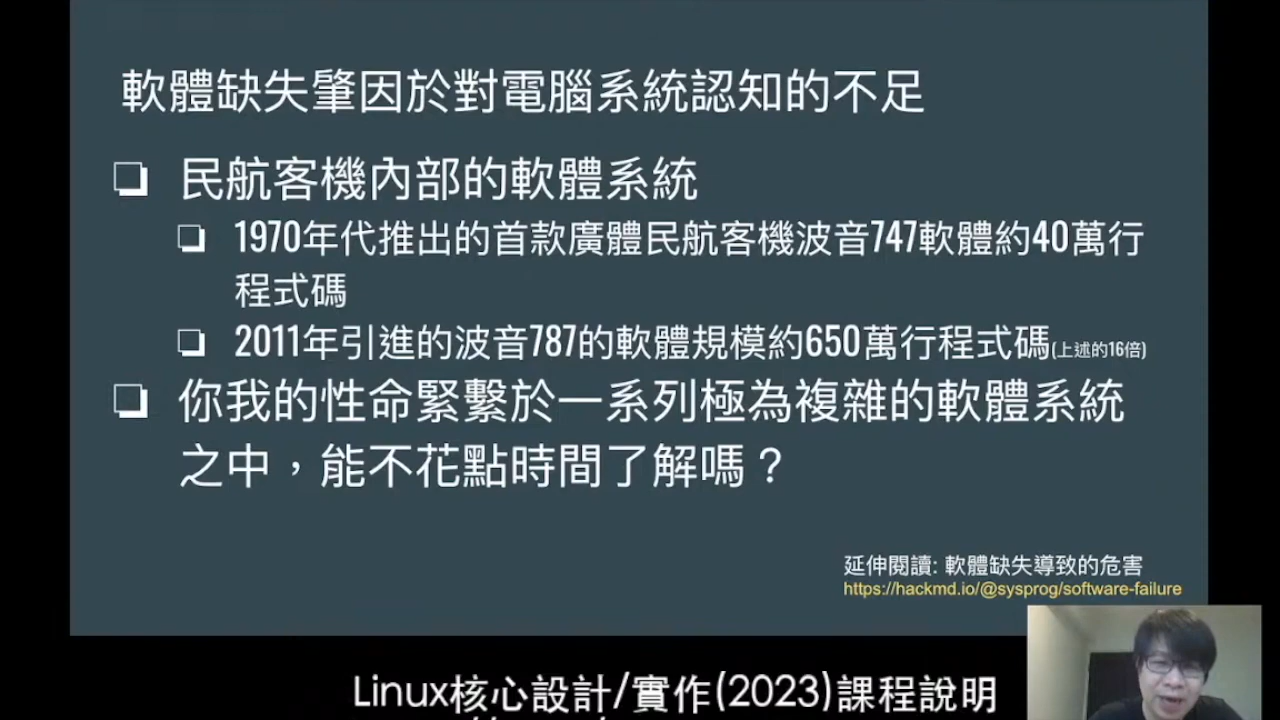 軟體缺失肇因於對電腦系統認知的不足
民航客機內部的軟體系統
1970年代推出的首款廣體民航客機波音747軟體約40萬行
程式碼
2011年引進的波音787的軟體規模約650萬行程式碼(上述的16倍)
你我的性命緊繫於一系列極為複雜的軟體系統
之中，能不花點時間了解嗎？
延伸閱讀: 軟體缺失導致的危害
https://hackmd.io/@sysprog/software-failure
Linux核心設計/實作(2023)課程說明